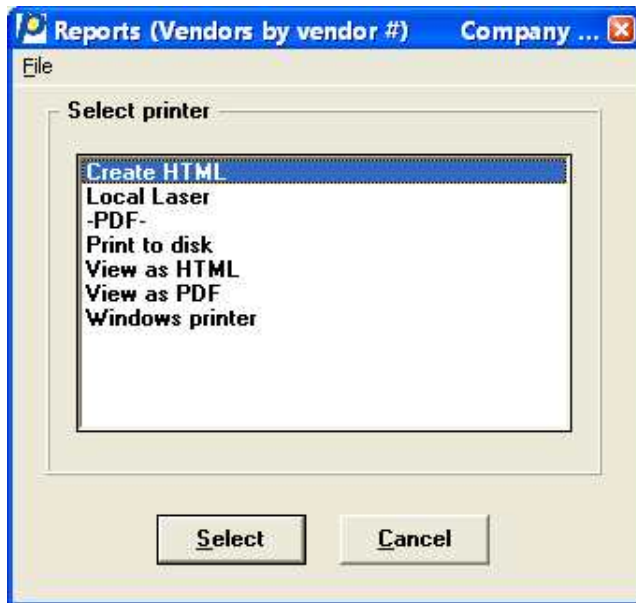 Reports (Vendors by vendor #) Company ...
File
Select printer
Create HTML
Local Laser
-PDF-
Print to disk
View as HTML
View as PDF
Windows printer
Select Cancel